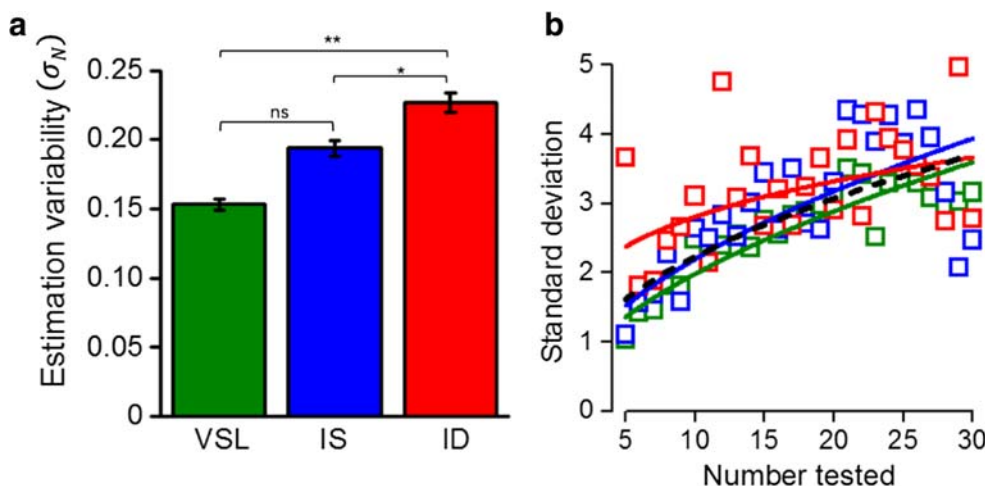 a
Estimation variability (σN)
0.25
0.20
0.15
0.10
0.05
0
**
*
ns
VSL IS ID
b
Standard deviation
5
4
3
2
1
0
5 10 15 20 25 30
Number tested